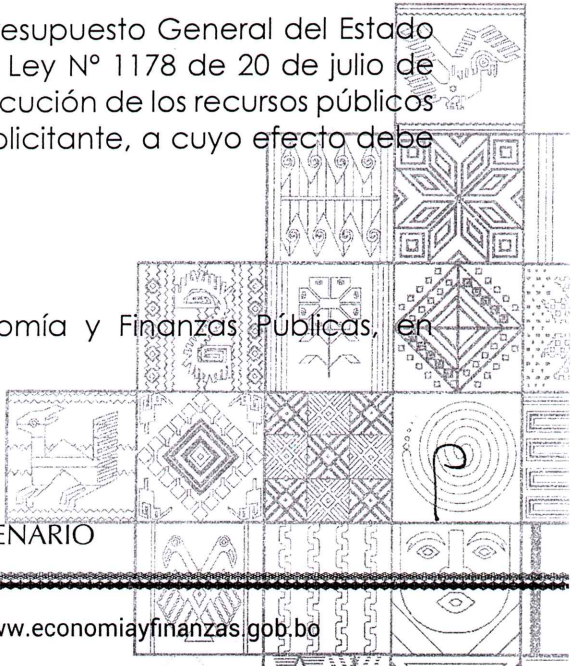 esupuesto General del Estado
Ley Nº 1178 de 20 de julio de
cución de los recursos públicos
olicitante, a cuyo efecto debe
omía y Finanzas Públicas, en
ENARIO
w.economiayfinanzas.gob.bo